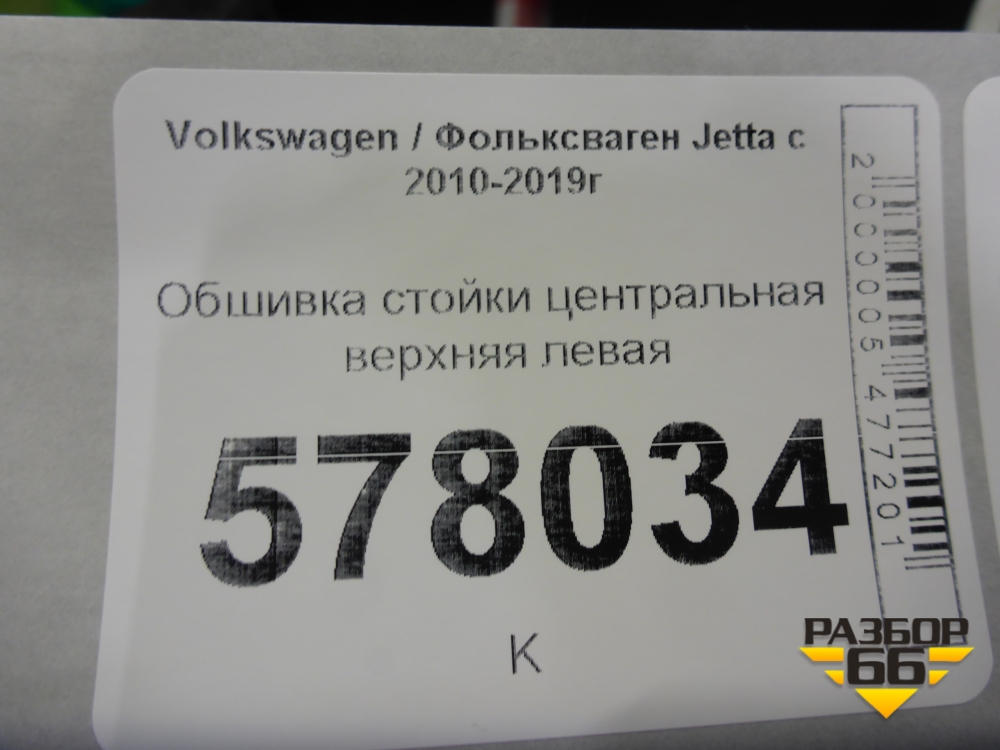 Volkswagen / Фольксваген Jetta с
2010-2019г
Обшивка стойки центральная
верхняя левая
578034
К
2000005477201
РАЗБОР
66